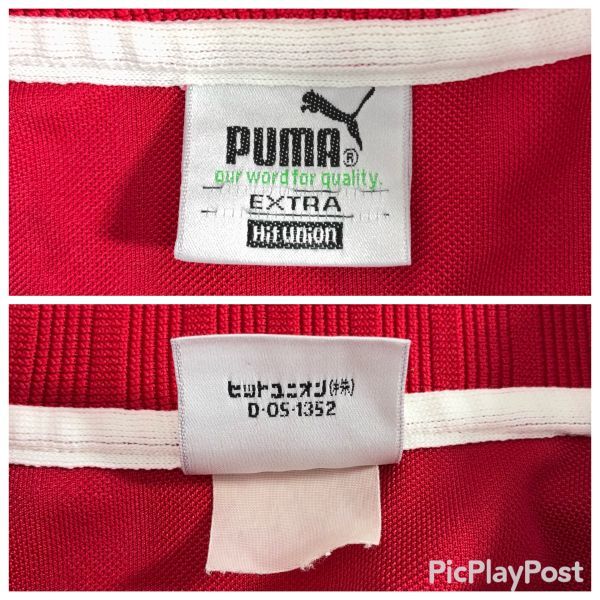 PUMA®
our word for quality.
EXTRA
HIT UNION
ヒットユニオン(株)
D-OS-1352
PicPlayPost